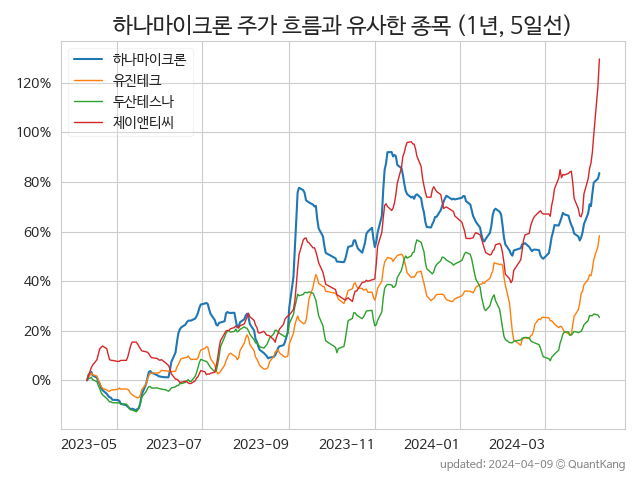 하나마이크론 주가 흐름과 유사한 종목 (1년, 5일선)
하나마이크론
유진테크
두산테스나
제이앤티씨
120%
100%
80%
60%
40%
20%
0%
2023-05 2023-07 2023-09 2023-11 2024-01 2024-03
updated: 2024-04-09 © QuantKang